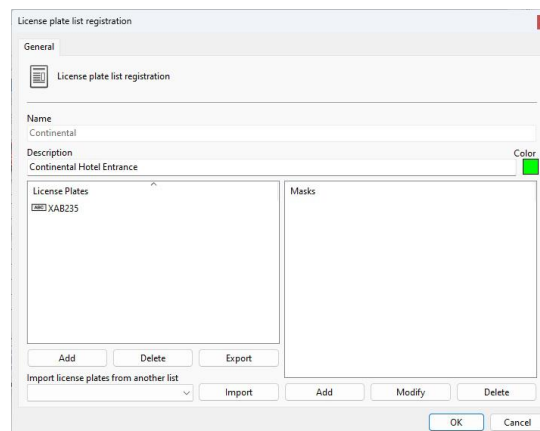 License plate list registration
General
License plate list registration
Name
Continental
Description
Color
Continental Hotel Entrance
License Plates
ABC XAB235
Masks
Add Delete Export
Import license plates from another list
Import
Add Modify Delete
OK Cancel